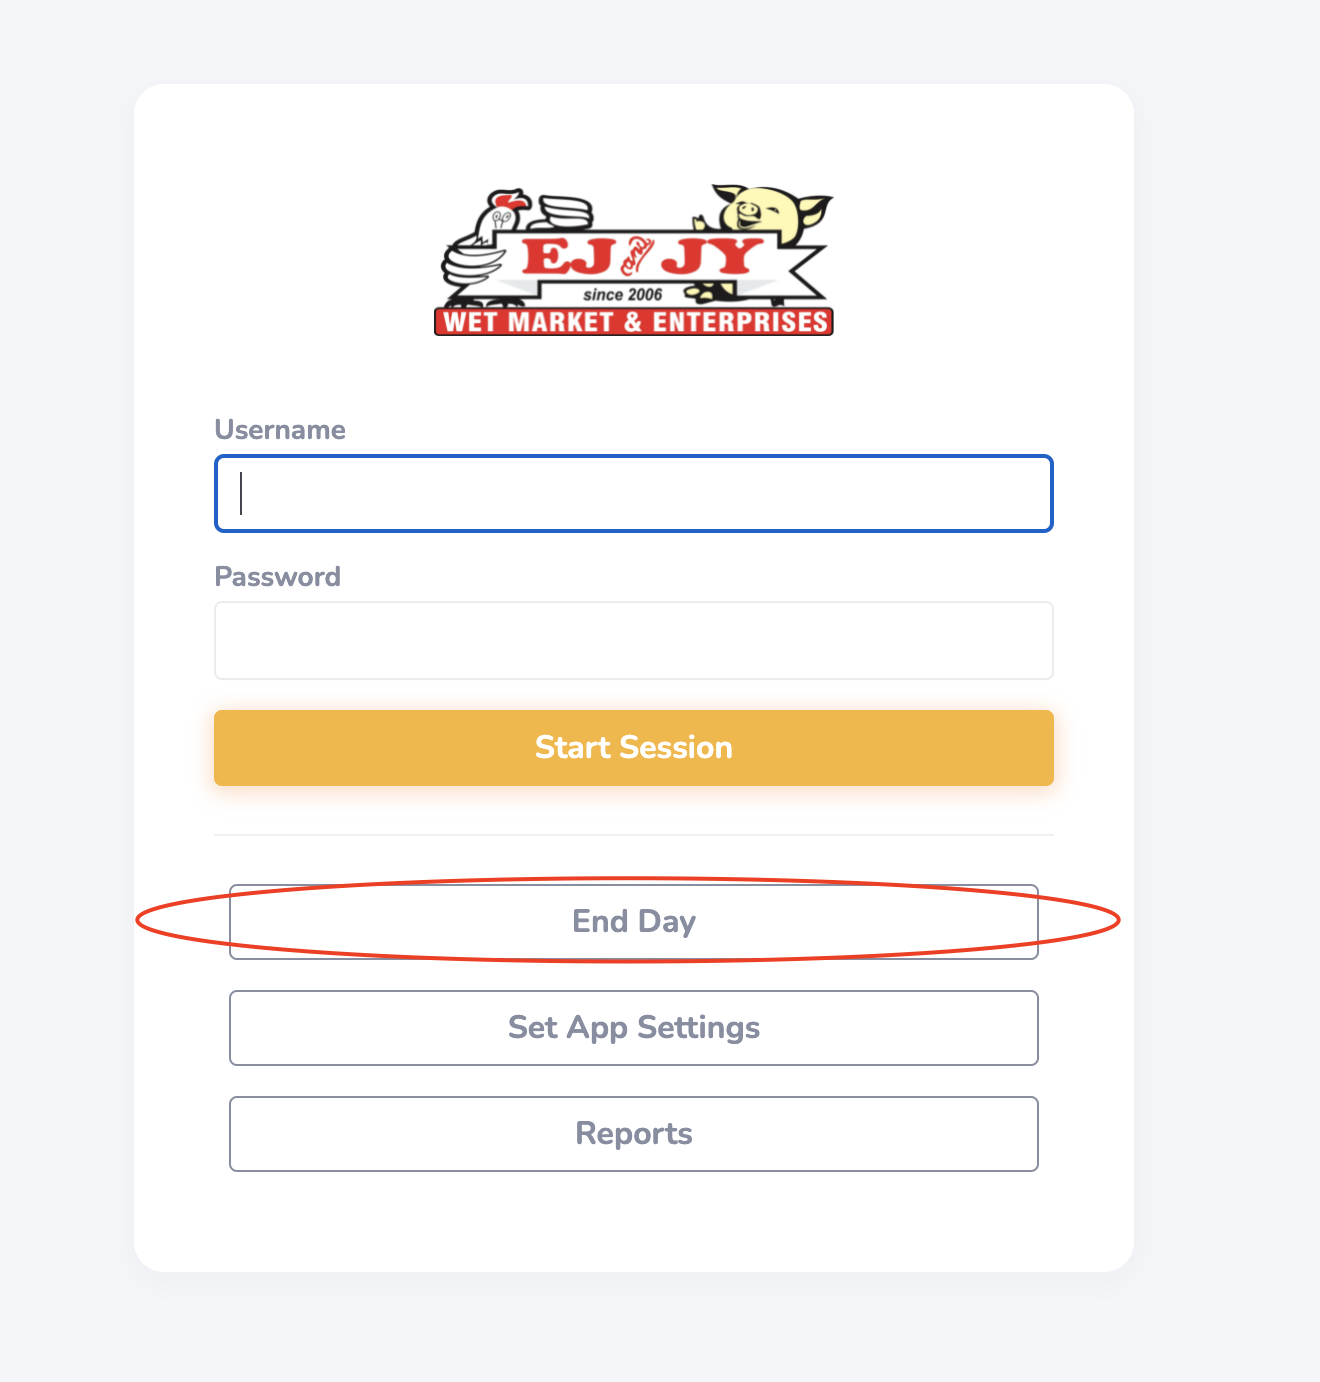 EJ and JY
since 2006
WET MARKET & ENTERPRISES
Username
Password
Start Session
End Day
Set App Settings
Reports